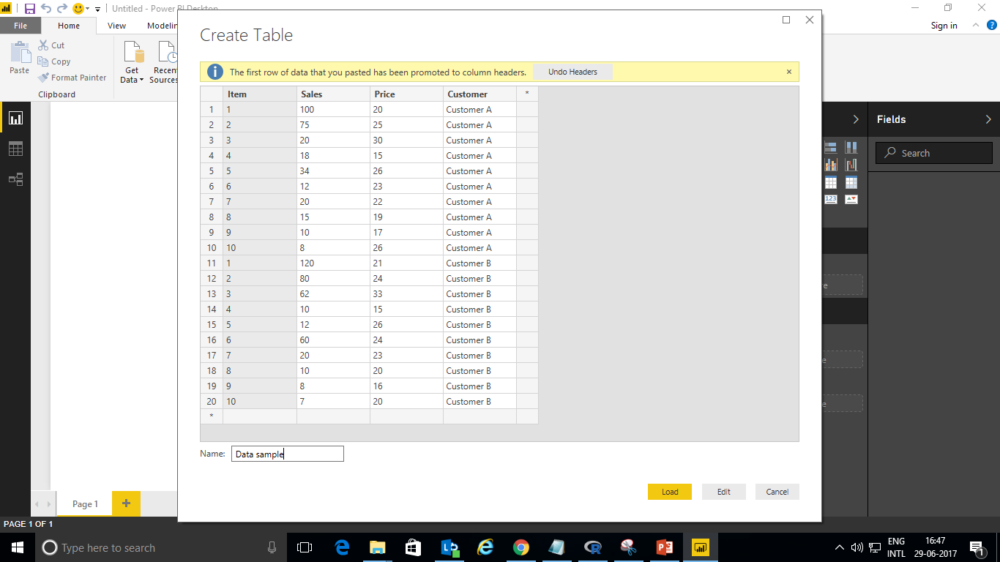 Untitled - Power BI Desktop
File Home View Modelin
Sign in
Paste
Cut
Copy
Format Painter
Clipboard
Get Data
Recen
Sources
Create Table
The first row of data that you pasted has been promoted to column headers. Undo Headers
Item Sales Price Customer *
1 1 100 20 Customer A
2 2 75 25 Customer A
3 3 20 30 Customer A
4 4 18 15 Customer A
5 5 34 26 Customer A
6 6 12 23 Customer A
7 7 20 22 Customer A
8 8 15 19 Customer A
9 9 10 17 Customer A
10 10 8 26 Customer A
11 1 120 21 Customer B
12 2 80 24 Customer B
13 3 62 33 Customer B
14 4 10 15 Customer B
15 5 12 26 Customer B
16 6 60 24 Customer B
17 7 20 23 Customer B
18 8 10 20 Customer B
19 9 8 16 Customer B
20 10 7 20 Customer B
*
Name: Data sample
Load Edit Cancel
Fields
Search
123
Page 1
PAGE 1 OF 1
Type here to search
ENG
INTL
16:47
29-06-2017
1